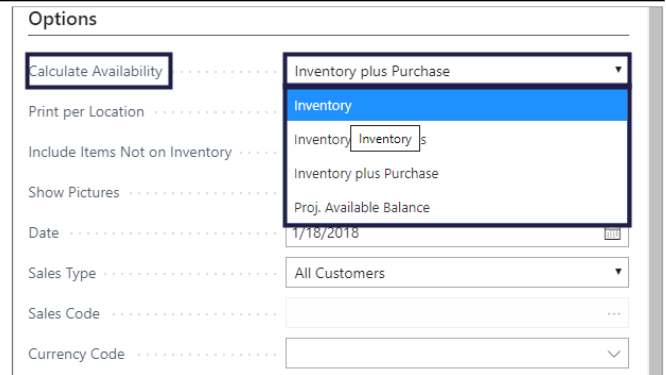 Options
Calculate Availability
Inventory plus Purchase
Inventory
Print per Location
Inventory
Inventory
s
Include Items Not on Inventory
Inventory plus Purchase
Show Pictures
Proj. Available Balance
Date
1/18/2018
Sales Type
All Customers
Sales Code
...
Currency Code